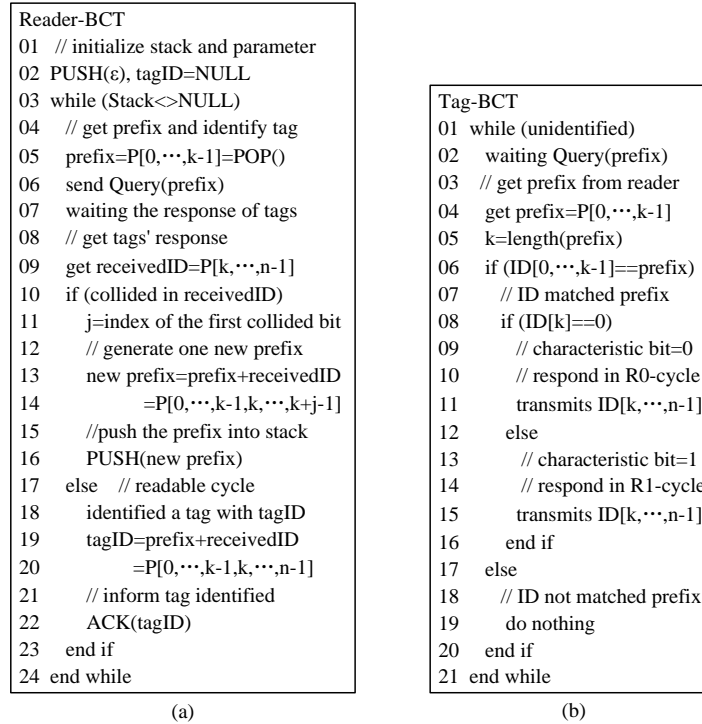 Reader-BCT
01 // initialize stack and parameter
02 PUSH(ε), tagID=NULL
03 while (Stack<>NULL)
04 // get prefix and identify tag
05 prefix=P[0,⋯,k-1]=POP()
06 send Query(prefix)
07 waiting the response of tags
08 // get tags' response
09 get receivedID=P[k,⋯,n-1]
10 if (collided in receivedID)
11 j=index of the first collided bit
12 // generate one new prefix
13 new prefix=prefix+receivedID
14 =P[0,⋯,k-1,k,⋯,k+j-1]
15 //push the prefix into stack
16 PUSH(new prefix)
17 else // readable cycle
18 identified a tag with tagID
19 tagID=prefix+receivedID
20 =P[0,⋯,k-1,k,⋯,n-1]
21 // inform tag identified
22 ACK(tagID)
23 end if
24 end while
(a)
Tag-BCT
01 while (unidentified)
02 waiting Query(prefix)
03 // get prefix from reader
04 get prefix=P[0,⋯,k-1]
05 k=length(prefix)
06 if (ID[0,⋯,k-1]==prefix)
07 // ID matched prefix
08 if (ID[k]==0)
09 // characteristic bit=0
10 // respond in R0-cycle
11 transmits ID[k,⋯,n-1]
12 else
13 // characteristic bit=1
14 // respond in R1-cycle
15 transmits ID[k,⋯,n-1]
16 end if
17 else
18 // ID not matched prefix
19 do nothing
20 end if
21 end while
(b)